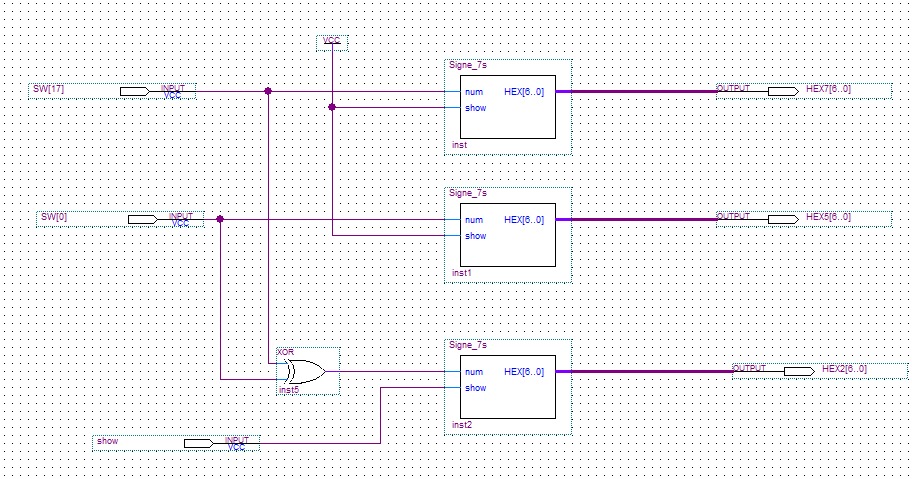 VCC
Signe_7s
SW[17] INPUT VCC
num HEX[6..0]
show
OUTPUT HEX7[6..0]
inst
Signe_7s
SW[0] INPUT VCC
num HEX[6..0]
show
OUTPUT HEX5[6..0]
inst1
Signe_7s
XOR
inst5
num HEX[6..0]
show
OUTPUT HEX2[6..0]
inst2
show INPUT VCC